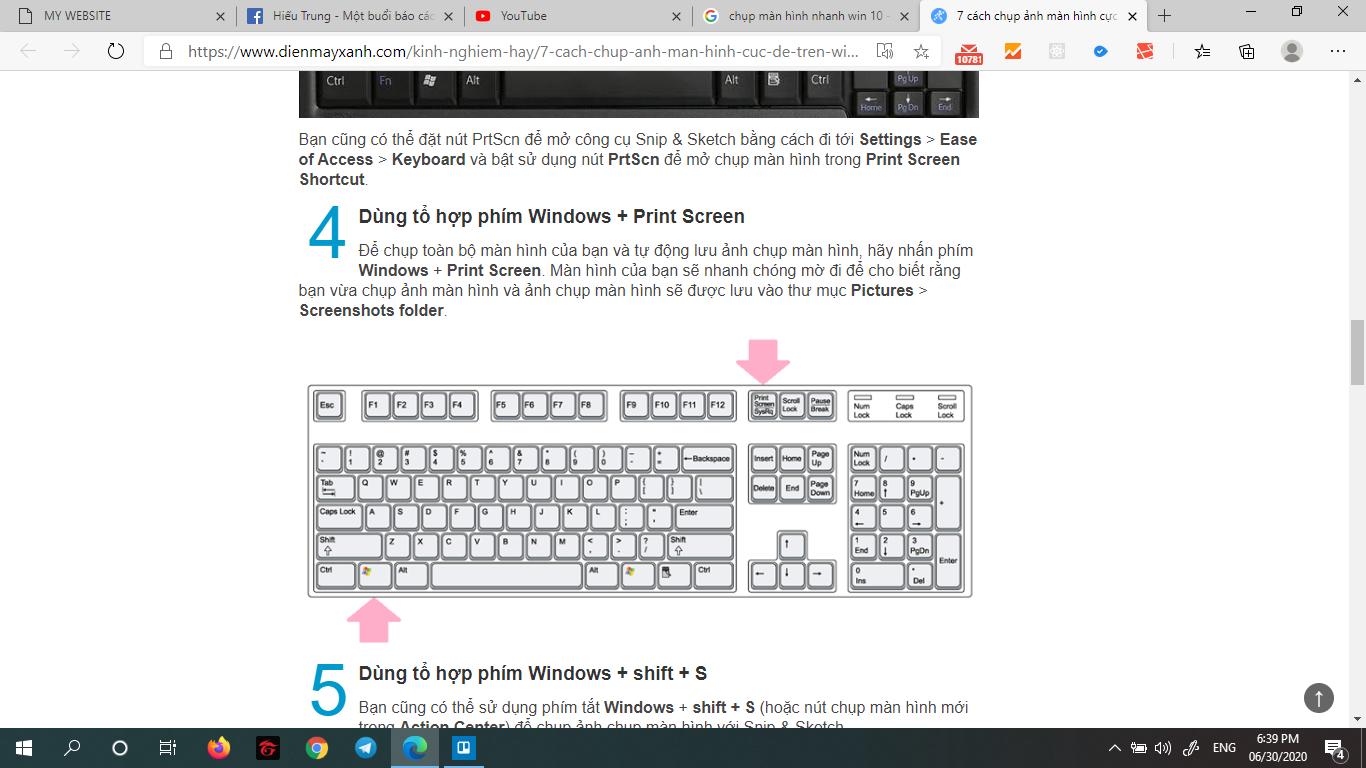 MY WEBSITE
Hiếu Trung - Một buổi báo các
YouTube
chụp màn hình nhanh win 10 -
7 cách chụp ảnh màn hình cực
https://www.dienmayxanh.com/kinh-nghiem-hay/7-cach-chup-anh-man-hinh-cuc-de-tren-wi...
10781
Ctrl Fn Alt Alt Ctrl PgUp
Home PgDn End
Bạn cũng có thể đặt nút PrtScn để mở công cụ Snip & Sketch bằng cách đi tới Settings > Ease
of Access > Keyboard và bật sử dụng nút PrtScn để mở chụp màn hình trong Print Screen
Shortcut.
4 Dùng tổ hợp phím Windows + Print Screen
Để chụp toàn bộ màn hình của bạn và tự động lưu ảnh chụp màn hình, hãy nhấn phím
Windows + Print Screen. Màn hình của bạn sẽ nhanh chóng mờ đi để cho biết rằng
bạn vừa chụp ảnh màn hình và ảnh chụp màn hình sẽ được lưu vào thư mục Pictures >
Screenshots folder.
Esc F1 F2 F3 F4 F5 F6 F7 F8 F9 F10 F11 F12 Print Screen SysRq Scroll Lock Pause Break Num Lock Caps Lock Scroll Lock
~ ! 1 @ 2 # 3 $ 4 % 5 ^ 6 & 7 * 8 ( 9 ) 0 - + = ←Backspace Insert Home Page Up Num Lock / * -
Tab Q W E R T Y U I O P { [ } ] | \ Delete End Page Down 7 Home 8 ↑ 9 PgUp +
Caps Lock A S D F G H J K L : ; " ' Enter 4 ← 5 6 →
Shift Z X C V B N M < , > . ? / Shift ↑ 1 End 2 ↓ 3 PgDn Enter
Ctrl Alt Alt Ctrl ← ↓ → 0 Ins . Del
5 Dùng tổ hợp phím Windows + shift + S
Bạn cũng có thể sử dụng phím tắt Windows + shift + S (hoặc nút chụp màn hình mới
trong Action Center) để chụp ảnh chụp màn hình với Snip & Sketch.
ENG
6:39 PM
06/30/2020
4